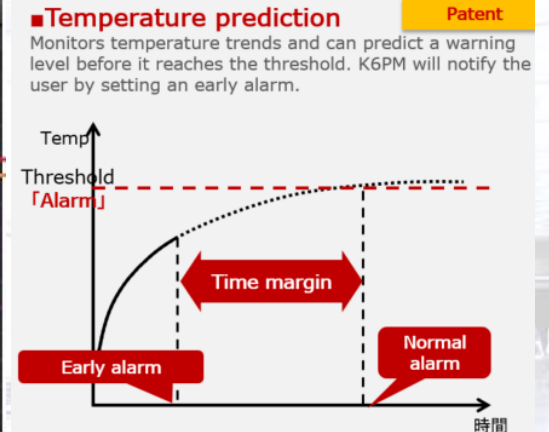 ■Temperature prediction
Patent
Monitors temperature trends and can predict a warning
level before it reaches the threshold. K6PM will notify the
user by setting an early alarm.
Temp
Threshold
「Alarm」
Time margin
Early alarm
Normal
alarm
時間